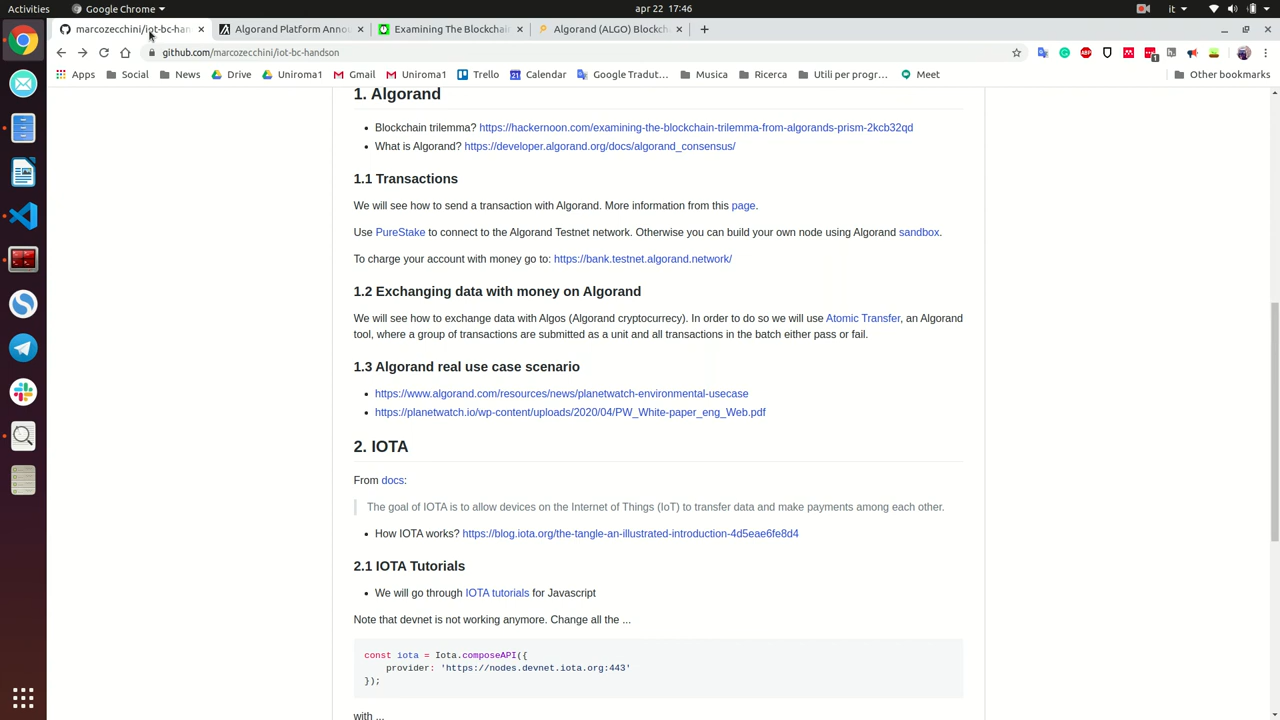 Activities
Google Chrome
apr 22 17:46
it
marcozecchini/iot-bc-han
Algorand Platform Annou
Examining The Blockchain
Algorand (ALGO) Blockch
github.com/marcozecchini/iot-bc-handson
Apps
Social
News
Drive
Uniroma1
Gmail
Uniroma1
Trello
Calendar
Google Tradut…
Musica
Ricerca
Utili per progr…
Meet
Other bookmarks
1. Algorand
• Blockchain trilemma? https://hackernoon.com/examining-the-blockchain-trilemma-from-algorands-prism-2kcb32qd
• What is Algorand? https://developer.algorand.org/docs/algorand_consensus/
1.1 Transactions
We will see how to send a transaction with Algorand. More information from this page.
Use PureStake to connect to the Algorand Testnet network. Otherwise you can build your own node using Algorand sandbox.
To charge your account with money go to: https://bank.testnet.algorand.network/
1.2 Exchanging data with money on Algorand
We will see how to exchange data with Algos (Algorand cryptocurrecy). In order to do so we will use Atomic Transfer, an Algorand
tool, where a group of transactions are submitted as a unit and all transactions in the batch either pass or fail.
1.3 Algorand real use case scenario
• https://www.algorand.com/resources/news/planetwatch-environmental-usecase
• https://planetwatch.io/wp-content/uploads/2020/04/PW_White-paper_eng_Web.pdf
2. IOTA
From docs:
The goal of IOTA is to allow devices on the Internet of Things (IoT) to transfer data and make payments among each other.
• How IOTA works? https://blog.iota.org/the-tangle-an-illustrated-introduction-4d5eae6fe8d4
2.1 IOTA Tutorials
• We will go through IOTA tutorials for Javascript
Note that devnet is not working anymore. Change all the ...
const iota = Iota.composeAPI({
provider: 'https://nodes.devnet.iota.org:443'
});
with ...